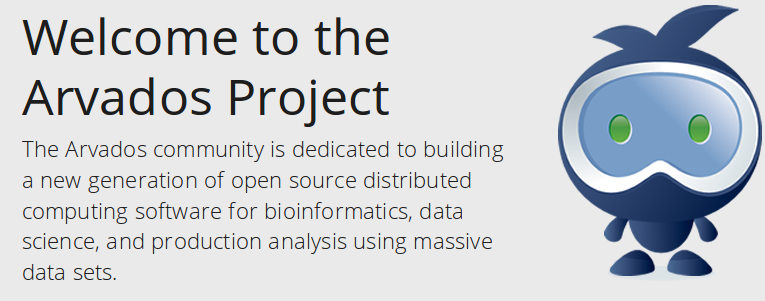 Welcome to the
Arvados Project
The Arvados community is dedicated to building
a new generation of open source distributed
computing software for bioinformatics, data
science, and production analysis using massive
data sets.